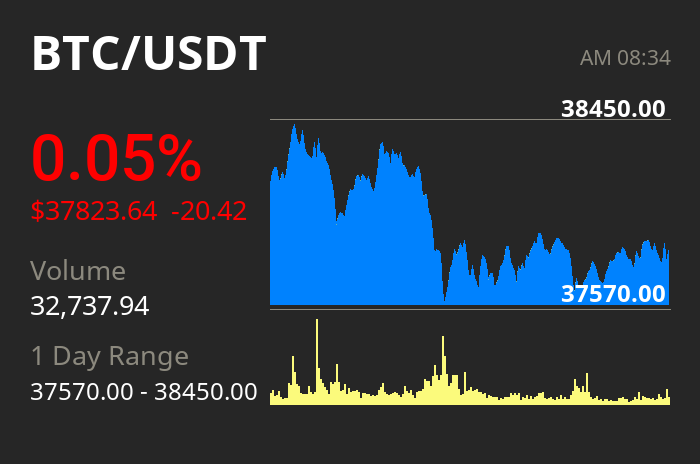 BTC/USDT
AM 08:34
0.05%
$37823.64 -20.42
Volume
32,737.94
1 Day Range
37570.00 - 38450.00
38450.00
37570.00